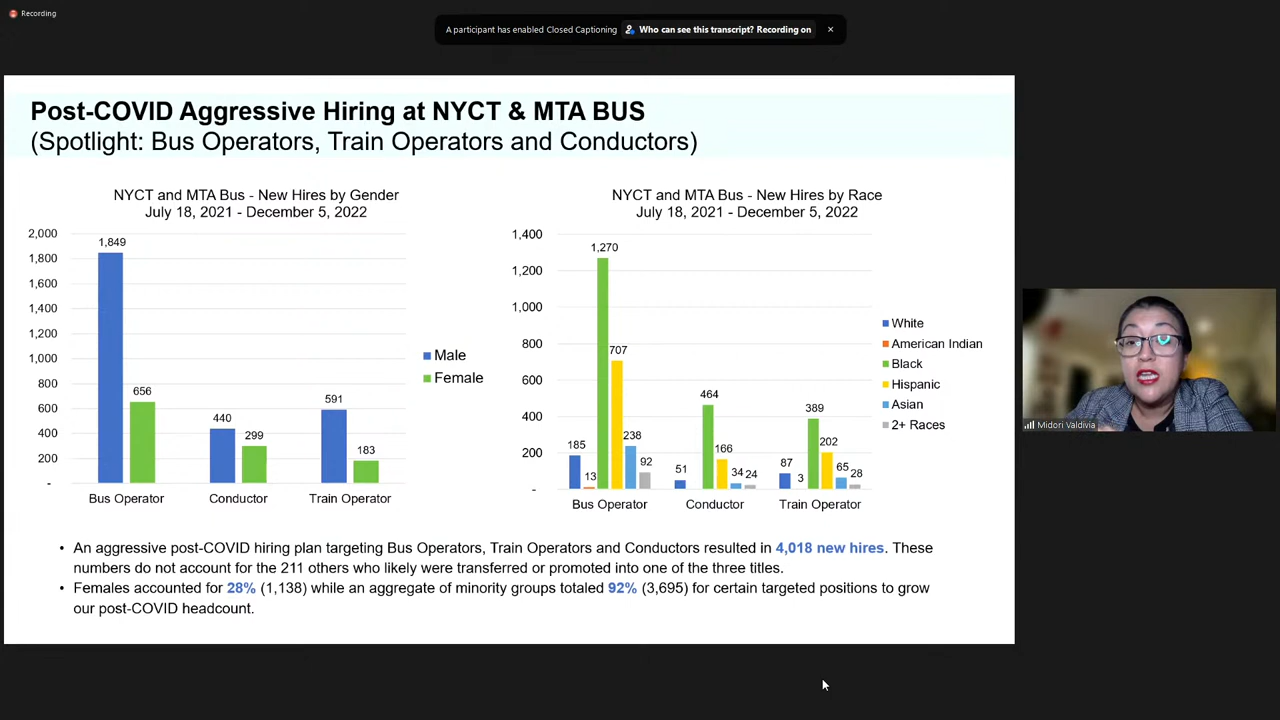 Recording
A participant has enabled Closed Captioning Who can see this transcript? Recording on ×
Post-COVID Aggressive Hiring at NYCT & MTA BUS
(Spotlight: Bus Operators, Train Operators and Conductors)
NYCT and MTA Bus - New Hires by Gender
July 18, 2021 - December 5, 2022
2,000
1,800
1,600
1,400
1,200
1,000
800
600
400
200
-
1,849
656
440
299
591
183
Bus Operator
Conductor
Train Operator
Male
Female
NYCT and MTA Bus - New Hires by Race
July 18, 2021 - December 5, 2022
1,400
1,200
1,000
800
600
400
200
-
185
13
1,270
707
238
92
51
464
166
34
24
87
3
389
202
65
28
Bus Operator
Conductor
Train Operator
White
American Indian
Black
Hispanic
Asian
2+ Races
• An aggressive post-COVID hiring plan targeting Bus Operators, Train Operators and Conductors resulted in 4,018 new hires. These
numbers do not account for the 211 others who likely were transferred or promoted into one of the three titles.
• Females accounted for 28% (1,138) while an aggregate of minority groups totaled 92% (3,695) for certain targeted positions to grow
our post-COVID headcount.
Midori Valdivia